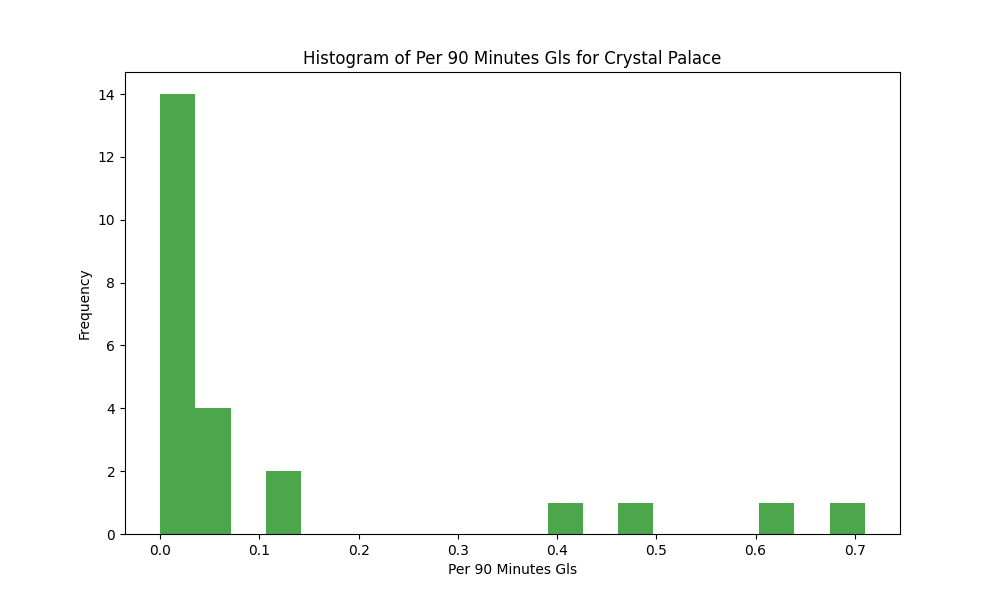 Histogram of Per 90 Minutes Gls for Crystal Palace
14
12
10
8
6
4
2
0
Frequency
0.0 0.1 0.2 0.3 0.4 0.5 0.6 0.7
Per 90 Minutes Gls